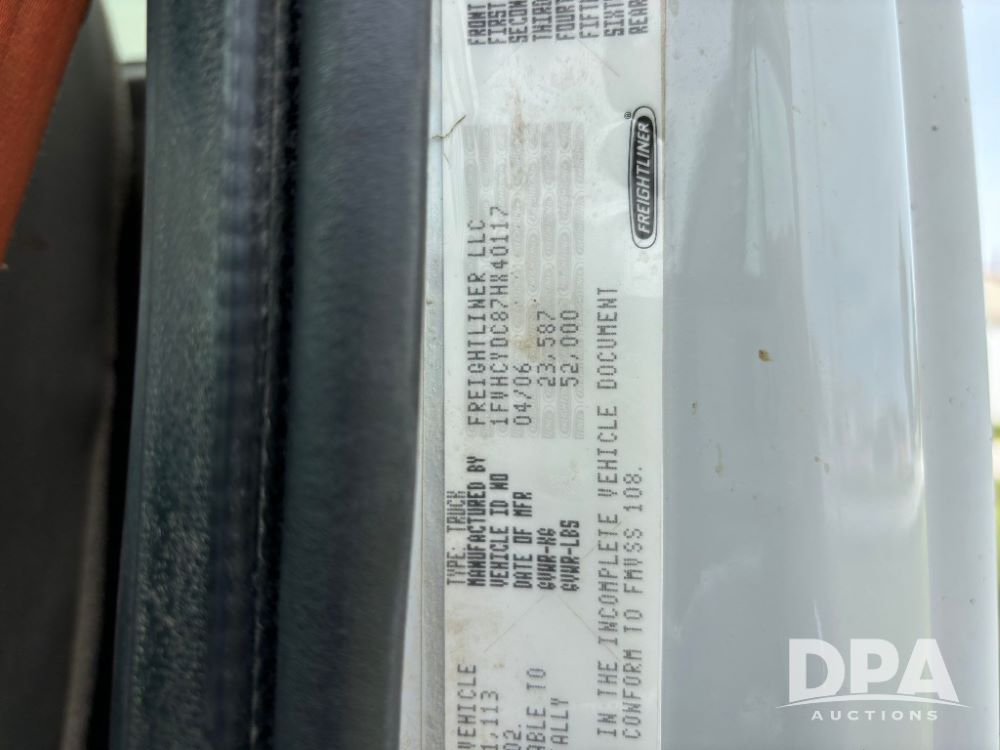 FRONT
FIRST
SECON
THIRD
FOURT
FIFT
SIXT
REAR
TYPE: TRUCK
MANUFACTURED BY FREIGHTLINER LLC
VEHICLE ID NO 1FVHCYDC87HX40117
DATE OF MFR 04/06
GVWR-KG 23,587
GVWR-LBS 52,000
IN THE INCOMPLETE VEHICLE DOCUMENT
CONFORM TO FMVSS 108.
FREIGHTLINER®
VEHICLE
1,113
02.
ABLE TO
ALLY
DPA
AUCTIONS